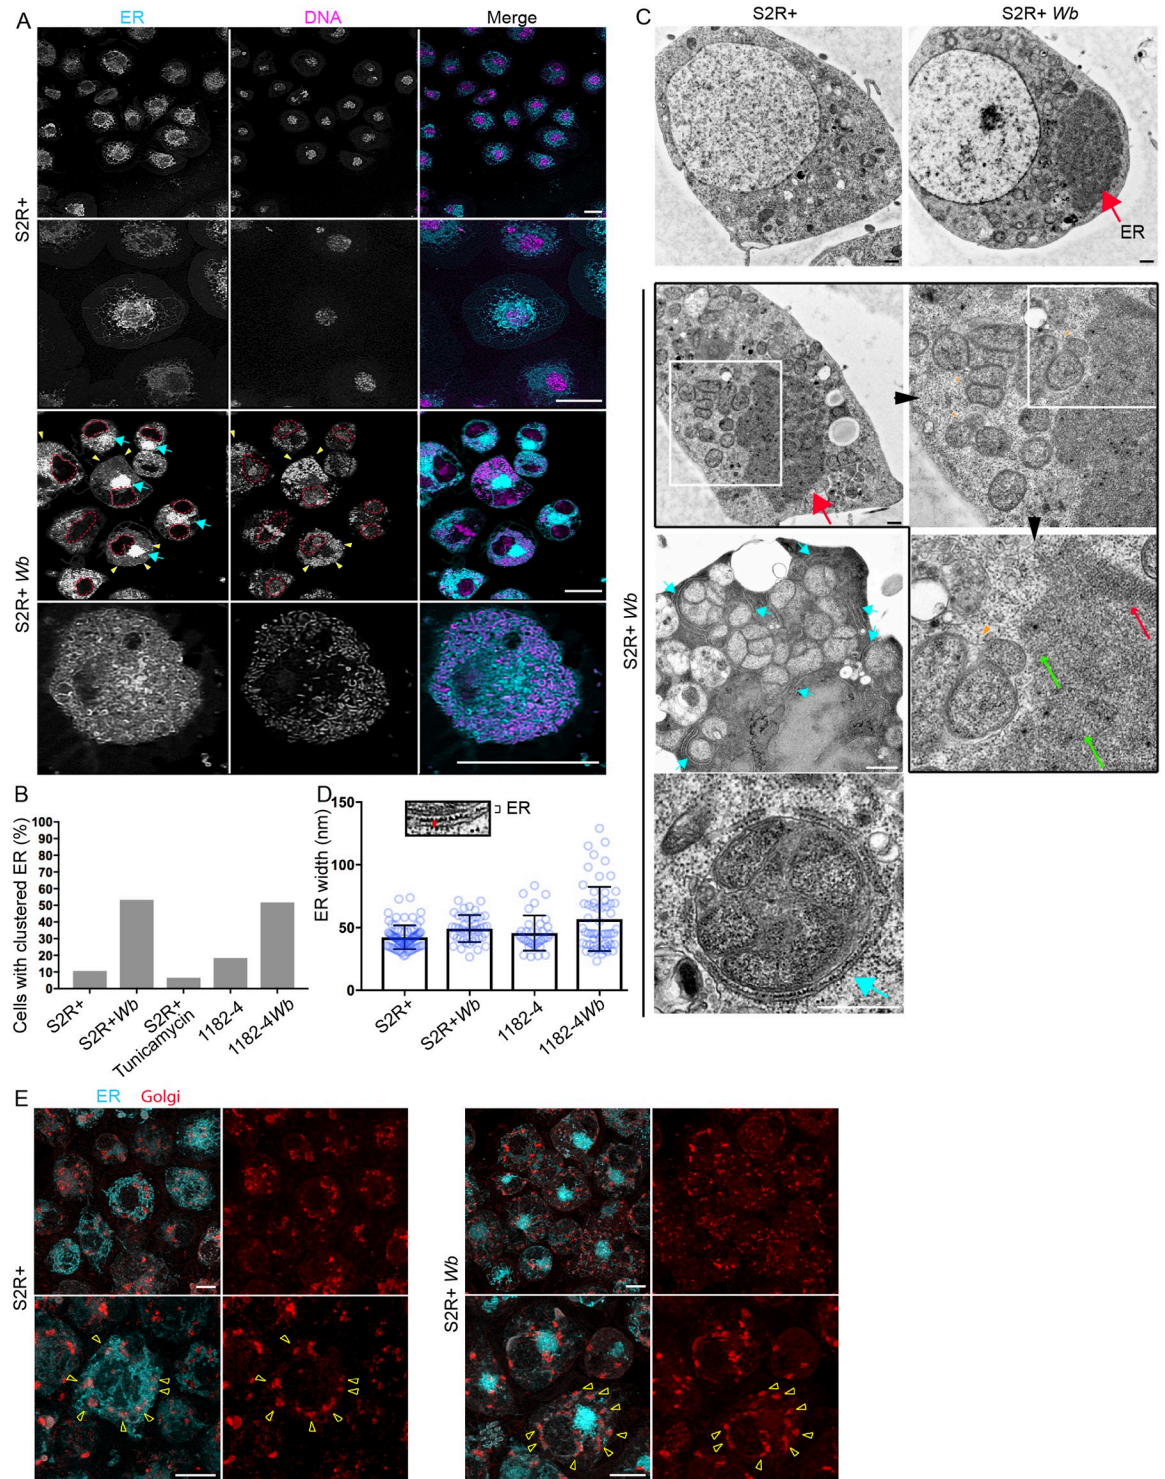 A
ER
DNA
Merge
S2R+
S2R+ Wb
C
S2R+
S2R+ Wb
ER
S2R+ Wb
B
Cells with clustered ER (%)
100
90
80
70
60
50
40
30
20
10
0
S2R+
S2R+Wb
S2R+
Tunicamycin
1182-4
1182-4Wb
D
ER width (nm)
150
100
50
0
ER
S2R+
S2R+Wb
1182-4
1182-4Wb
E
ER Golgi
S2R+
S2R+ Wb